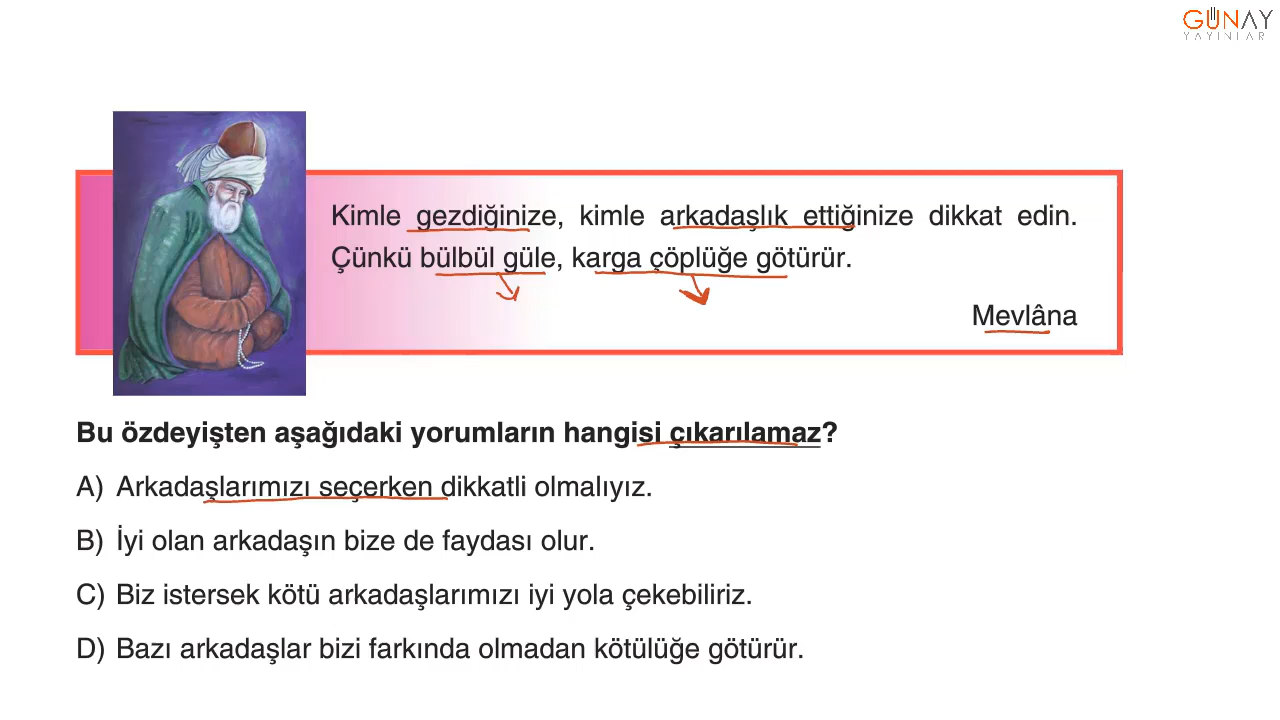 GÜNAY
YAYINLARI
Kimle gezdiğinize, kimle arkadaşlık ettiğinize dikkat edin.
Çünkü bülbül güle, karga çöplüğe götürür.
Mevlâna
Bu özdeyişten aşağıdaki yorumların hangisi çıkarılamaz?
A) Arkadaşlarımızı seçerken dikkatli olmalıyız.
B) İyi olan arkadaşın bize de faydası olur.
C) Biz istersek kötü arkadaşlarımızı iyi yola çekebiliriz.
D) Bazı arkadaşlar bizi farkında olmadan kötülüğe götürür.